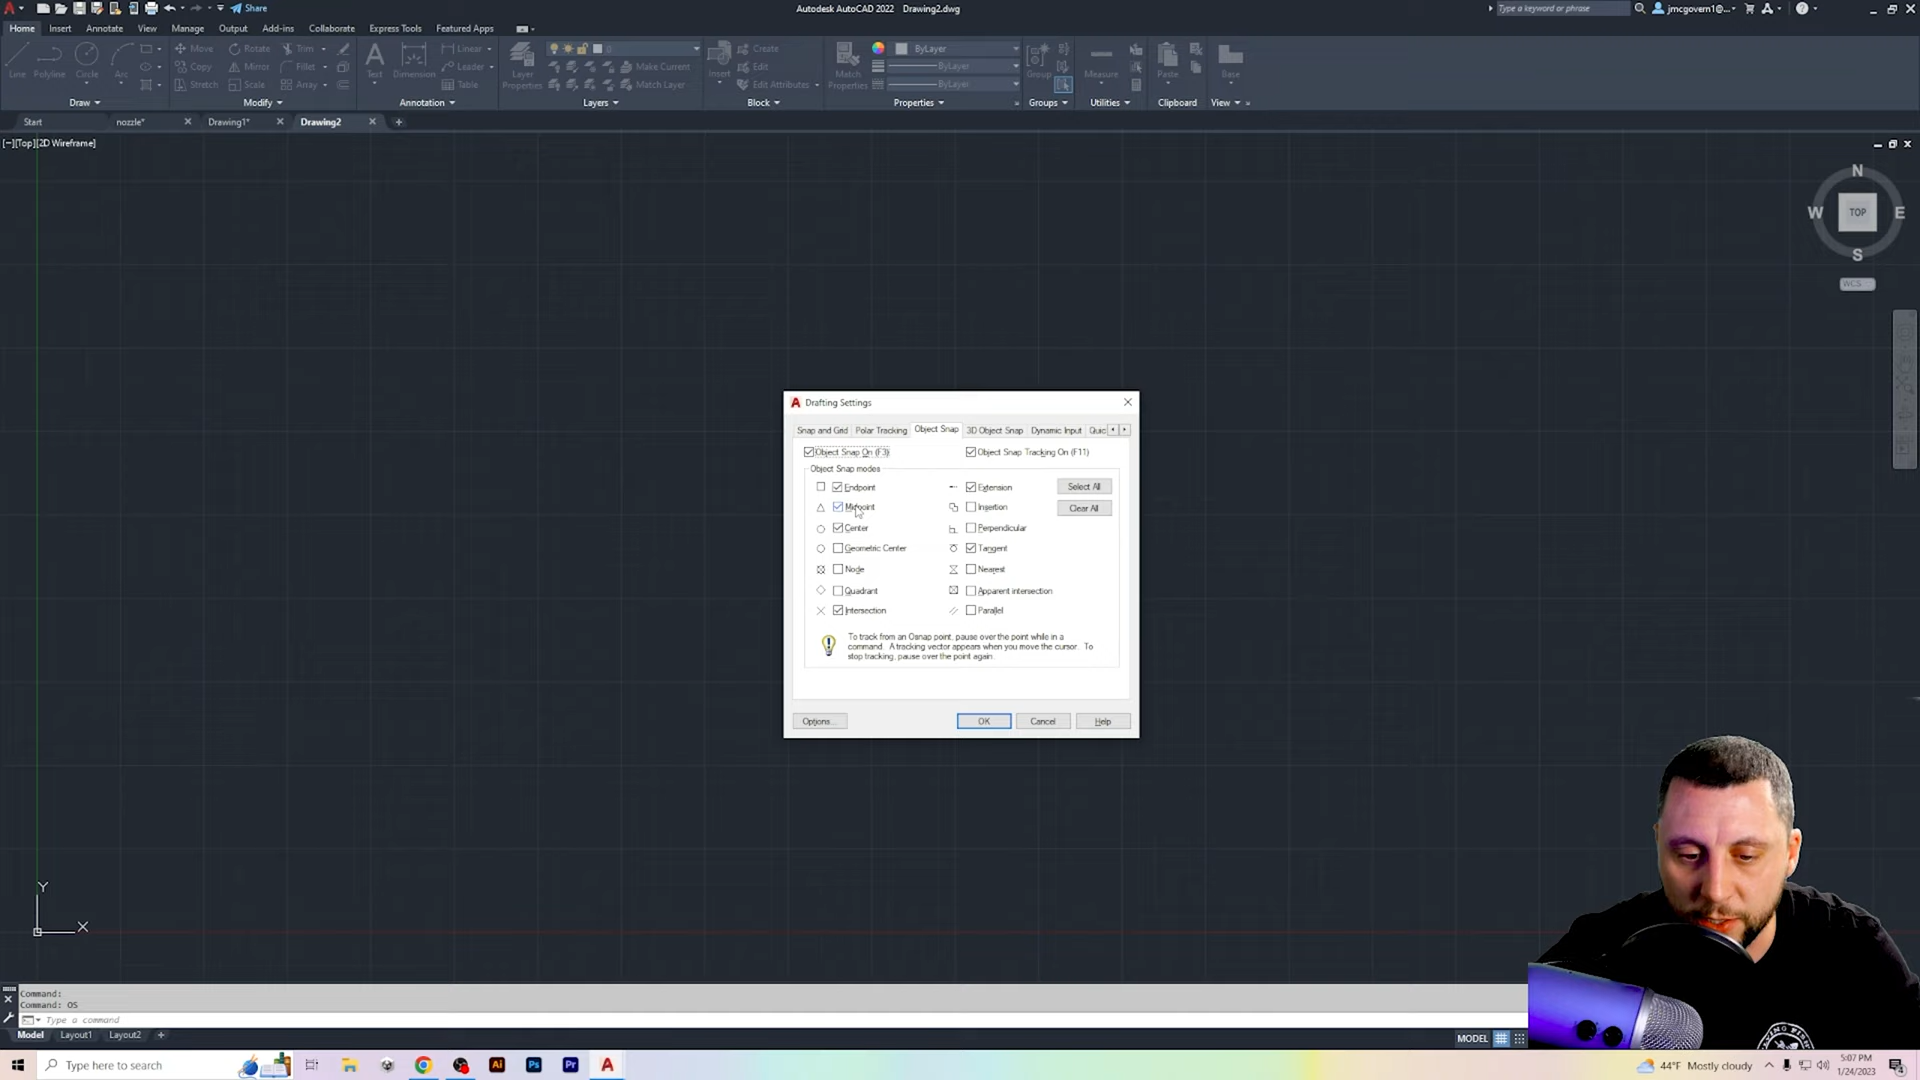 Share
Autodesk AutoCAD 2022 Drawing2.dwg
Type a keyword or phrase
jmcgovern1@...
Home Insert Annotate View Manage Output Add-ins Collaborate Express Tools Featured Apps
Line Polyline Circle Arc
Move Rotate Trim
Copy Mirror Fillet
Stretch Scale Array
Text Dimension
Linear
Leader
Table
Layer Properties
0
Make Current
Match Layer
Insert
Create
Edit
Edit Attributes
Match Properties
ByLayer
ByLayer
ByLayer
Group
Measure
Paste
Base
Draw Modify Annotation Layers Block Properties Groups Utilities Clipboard View
Start nozzle* Drawing1* Drawing2
[−][Top][2D Wireframe]
N
W TOP E
S
WCS
Drafting Settings
Snap and Grid Polar Tracking Object Snap 3D Object Snap Dynamic Input Quic
Object Snap On (F3) Object Snap Tracking On (F11)
Object Snap modes
Endpoint Extension Select All
Midpoint Insertion Clear All
Center Perpendicular
Geometric Center Tangent
Node Nearest
Quadrant Apparent intersection
Intersection Parallel
To track from an Osnap point, pause over the point while in a
command. A tracking vector appears when you move the cursor. To
stop tracking, pause over the point again.
Options... OK Cancel Help
Y
X
Command:
Command: OS
Type a command
Model Layout1 Layout2
MODEL
Type here to search
Ai Ps Pr A
44°F Mostly cloudy
5:07 PM
1/24/2023